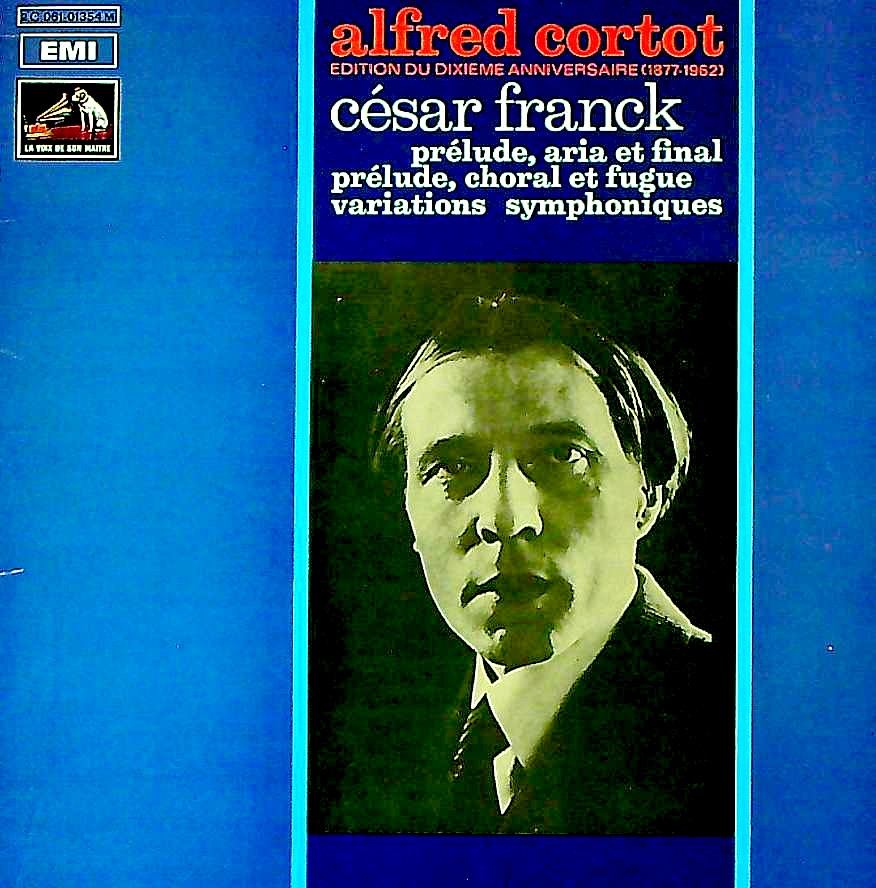 2 C 061-01354 M
EMI
LA VOIX DE SON MAITRE
alfred cortot
EDITION DU DIXIEME ANNIVERSAIRE (1877-1962)
césar franck
prélude, aria et final
prélude, choral et fugue
variations symphoniques